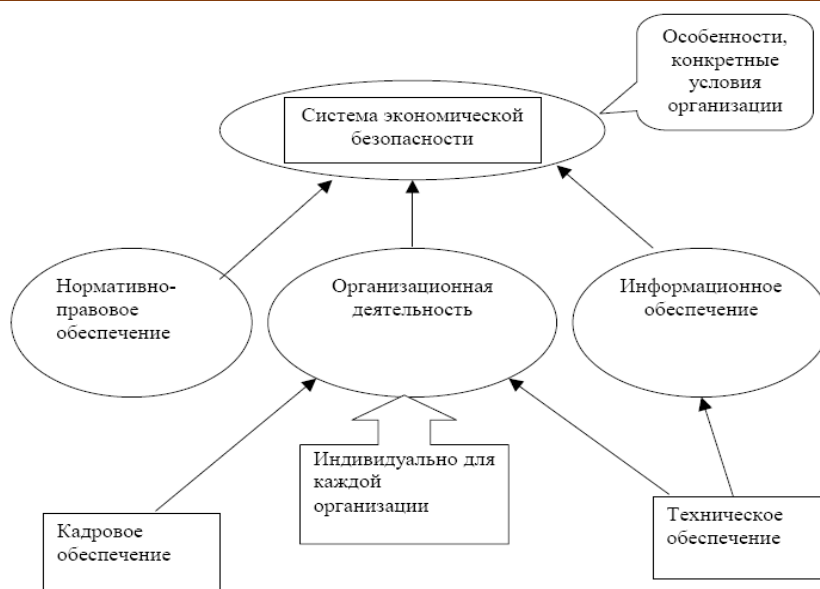 Особенности,
конкретные
условия
организации
Система экономической
безопасности
Нормативно-
правовое
обеспечение
Организационная
деятельность
Информационное
обеспечение
Индивидуально для
каждой
организации
Кадровое
обеспечение
Техническое
обеспечение